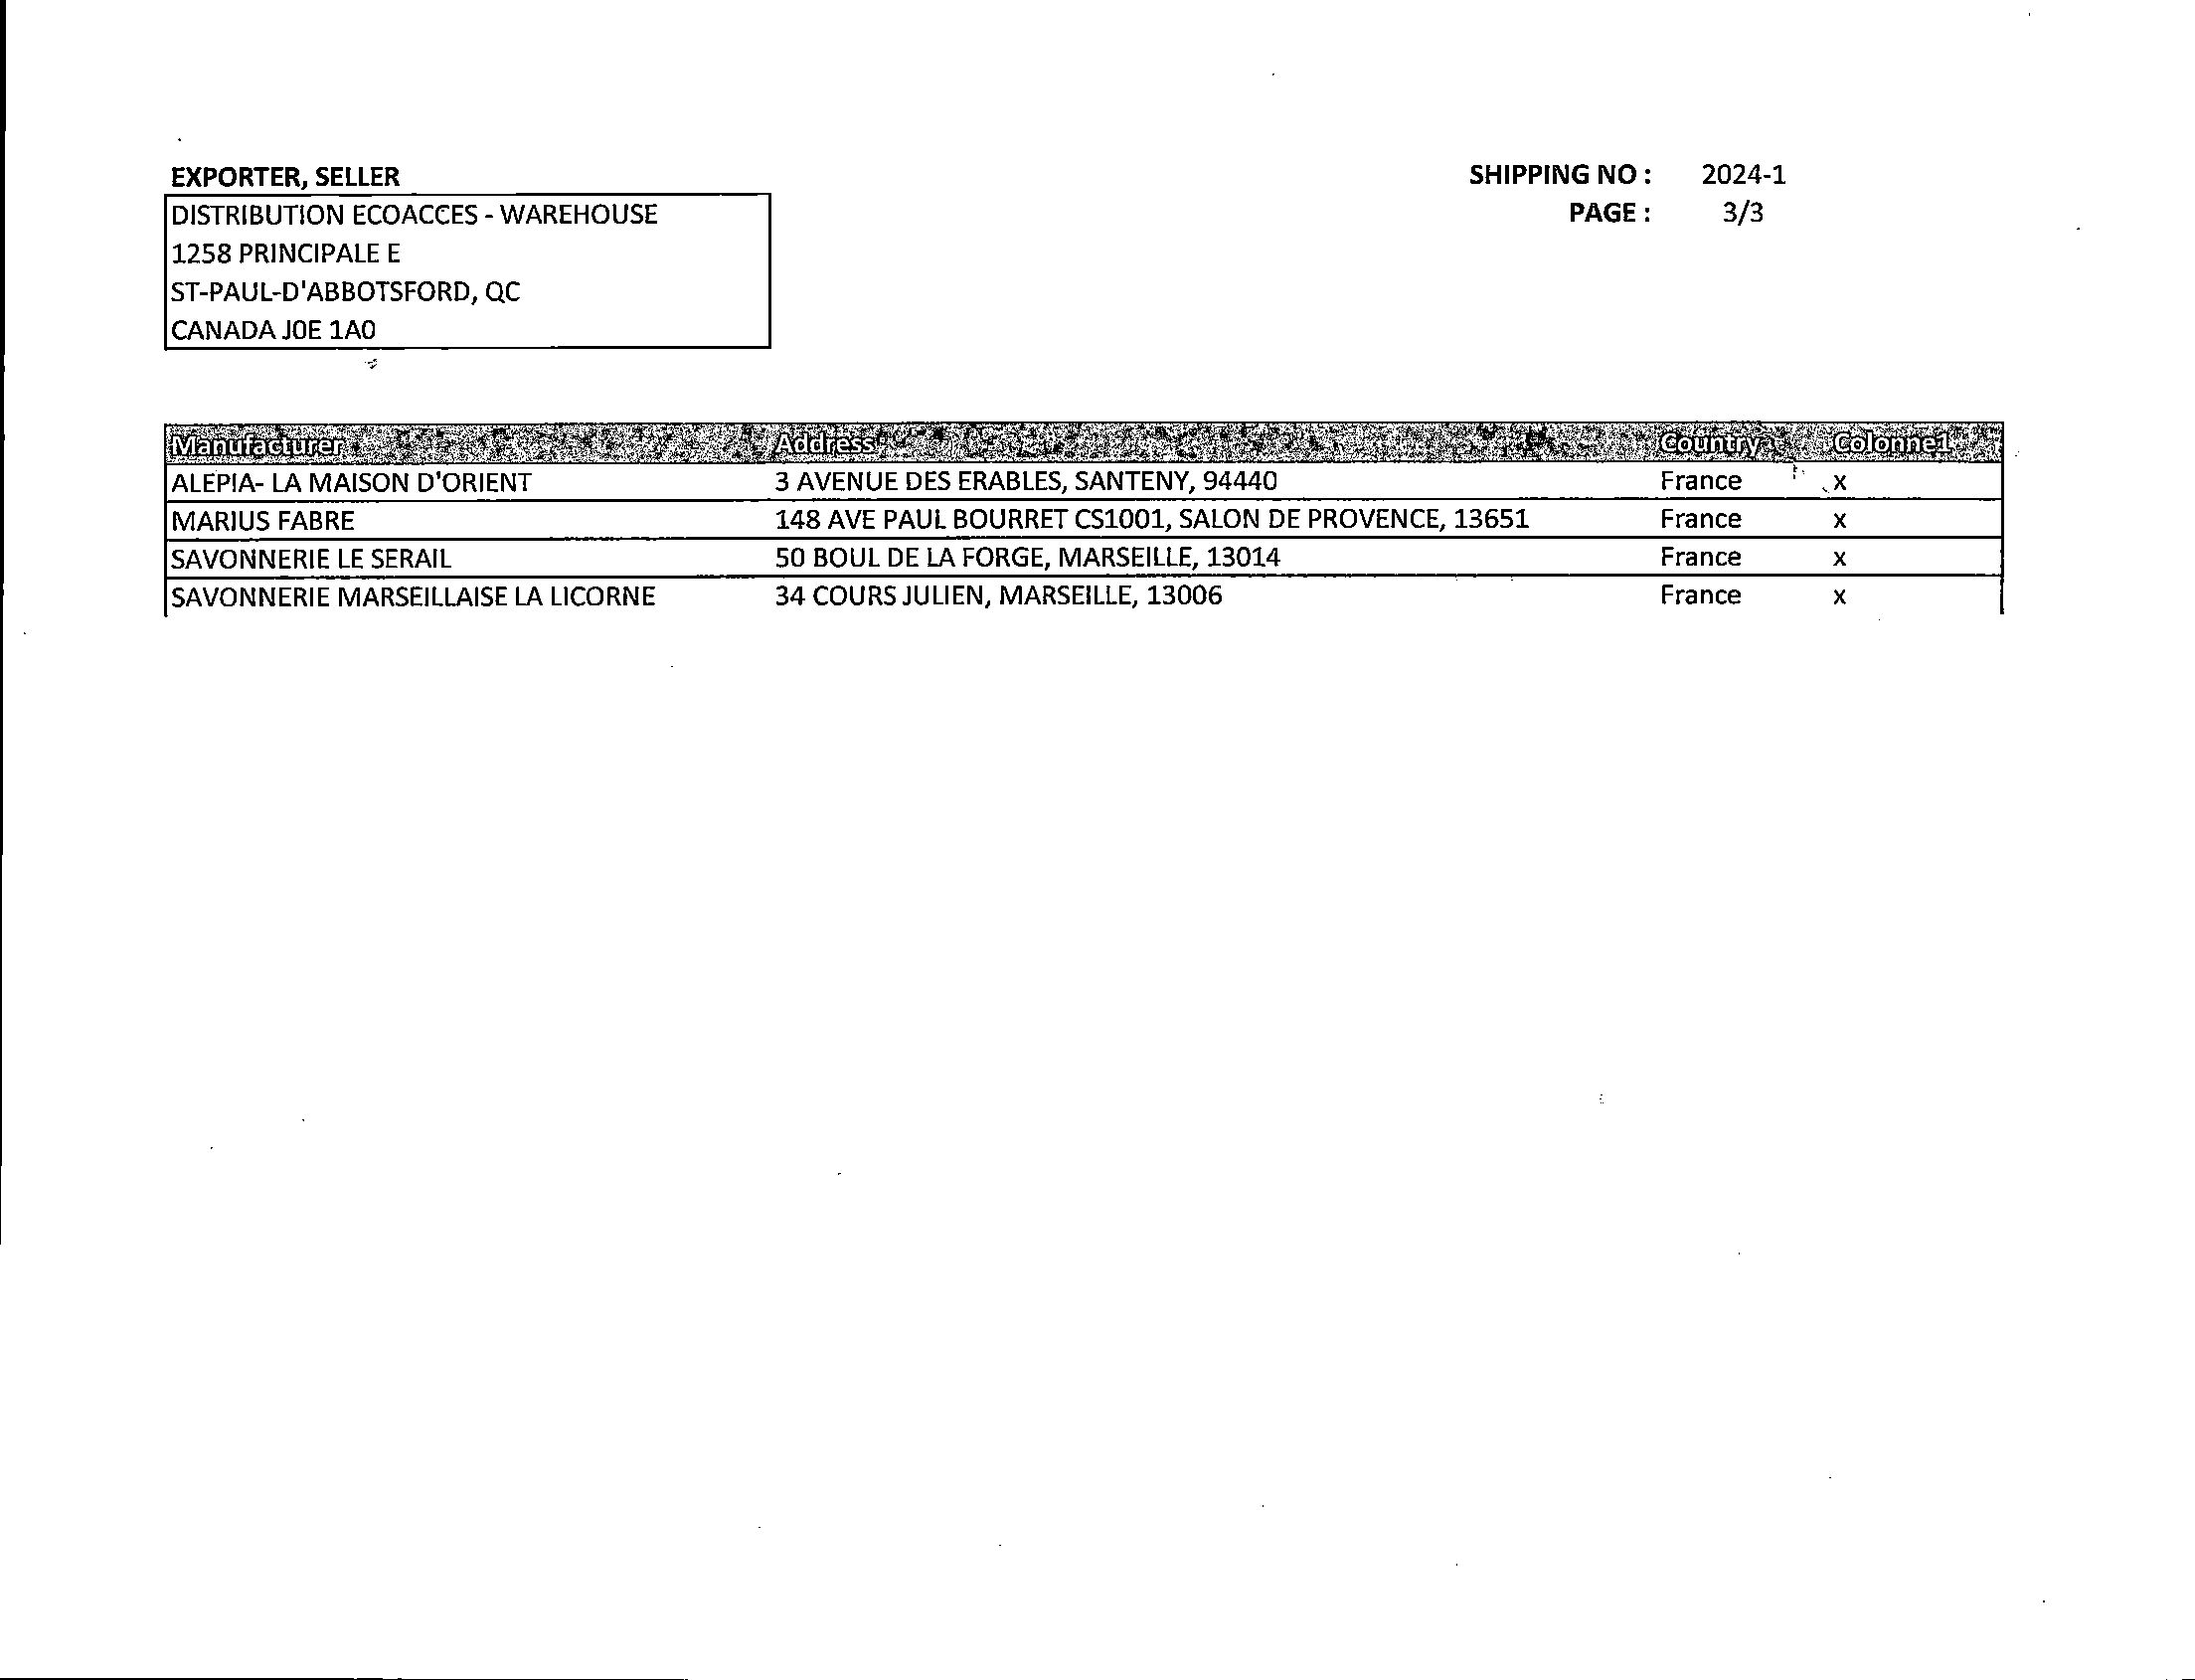 EXPORTER, SELLER
SHIPPING NO : 2024-1
DISTRIBUTION ECOACCES - WAREHOUSE
PAGE : 3/3
1258 PRINCIPALE E
ST-PAUL-D'ABBOTSFORD, QC
CANADA J0E 1A0
Manufacturer Address Country Colonne1
ALEPIA- LA MAISON D'ORIENT 3 AVENUE DES ERABLES, SANTENY, 94440 France x
MARIUS FABRE 148 AVE PAUL BOURRET CS1001, SALON DE PROVENCE, 13651 France x
SAVONNERIE LE SERAIL 50 BOUL DE LA FORGE, MARSEILLE, 13014 France x
SAVONNERIE MARSEILLAISE LA LICORNE 34 COURS JULIEN, MARSEILLE, 13006 France x